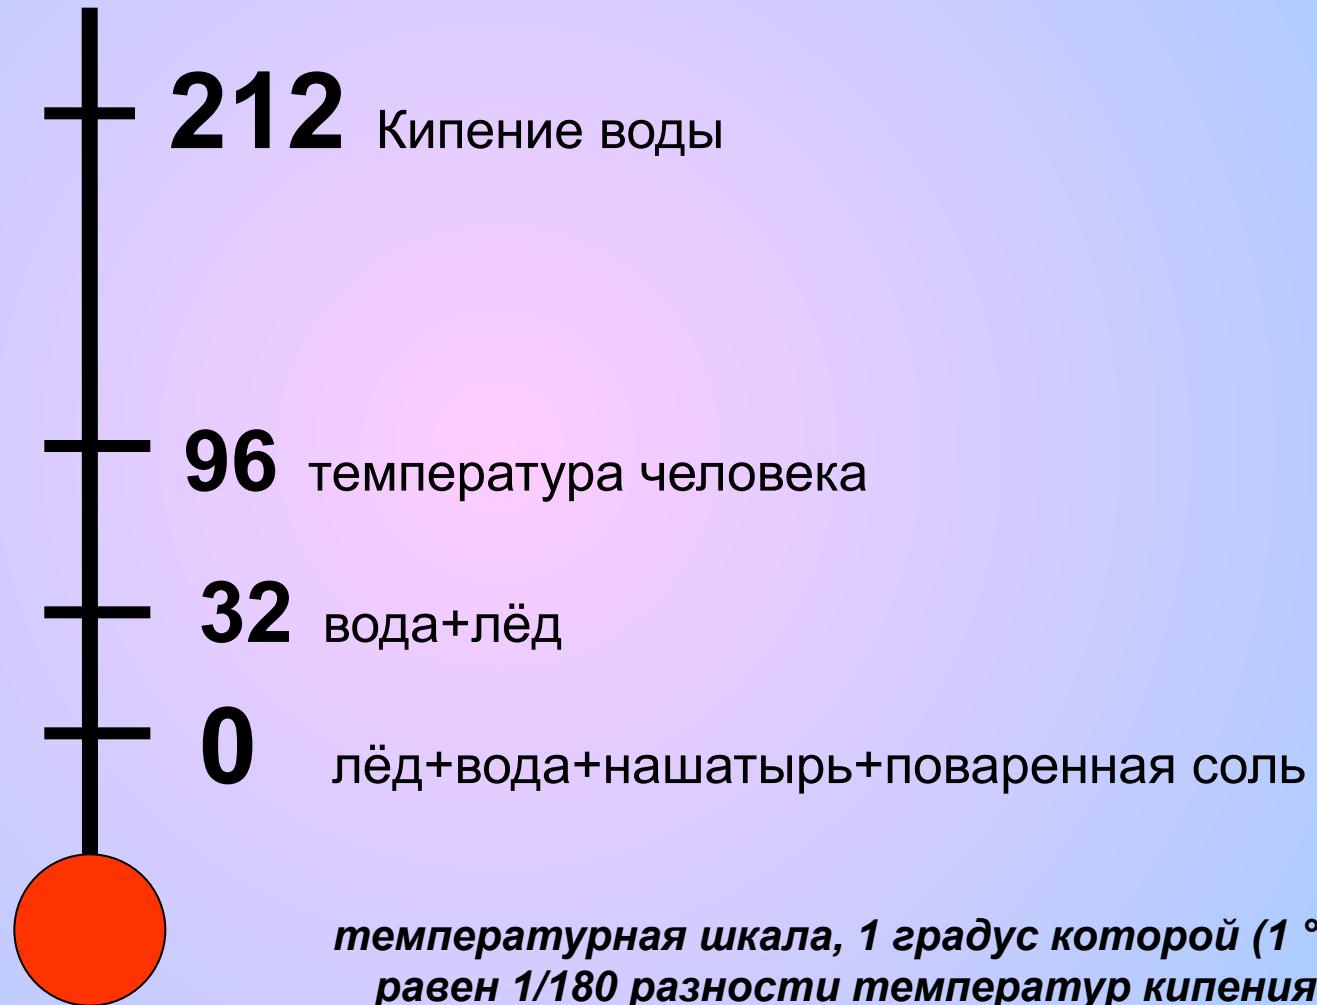 212 Кипение воды
96 температура человека
32 вода+лёд
0 лёд+вода+нашатырь+поваренная соль
температурная шкала, 1 градус которой (1 °
равен 1/180 разности температур кипения